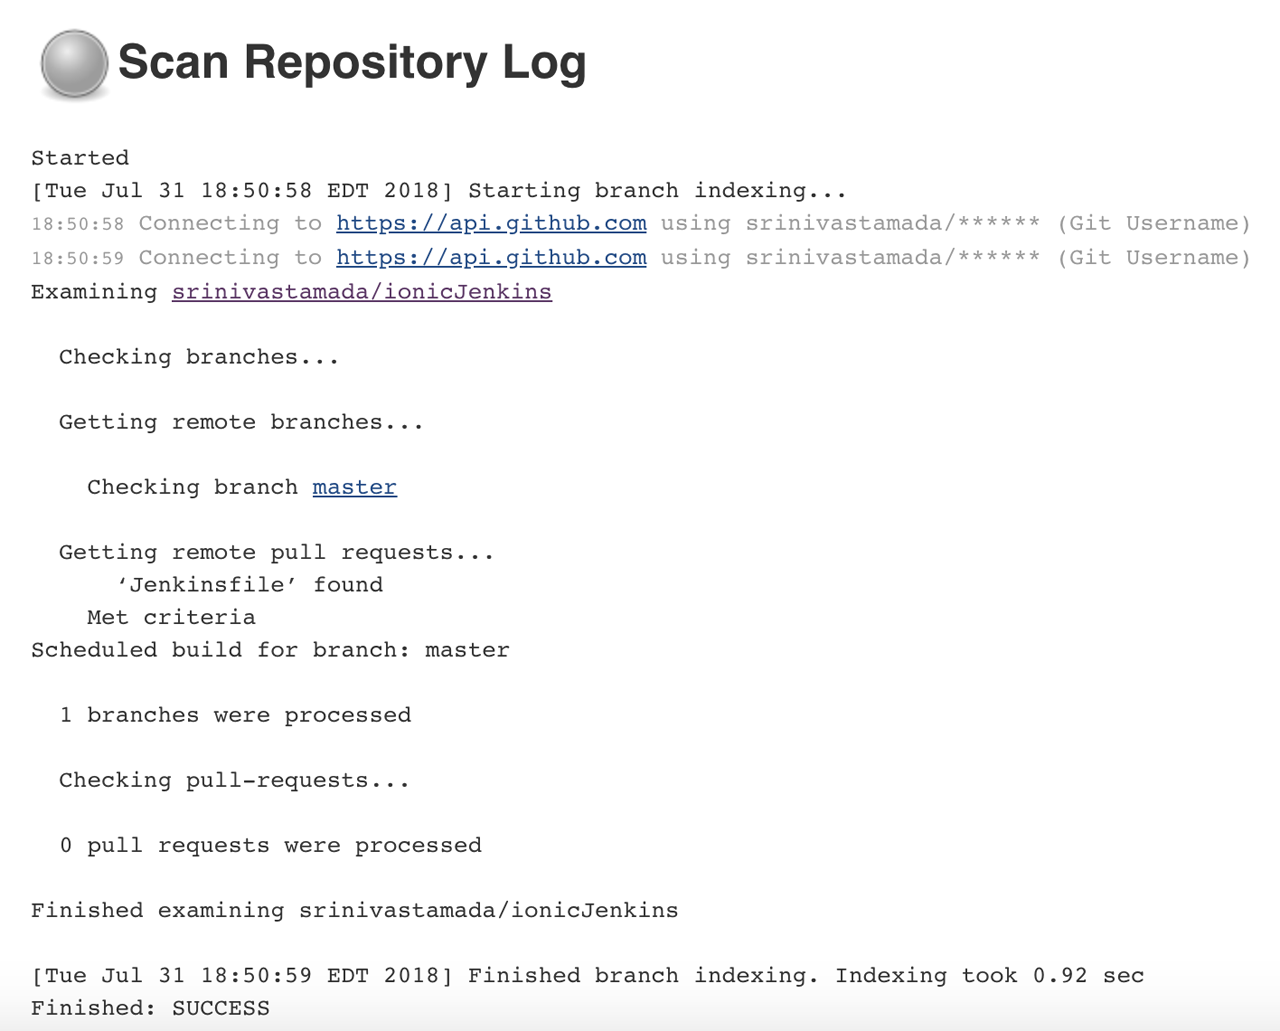 Scan Repository Log
Started
[Tue Jul 31 18:50:58 EDT 2018] Starting branch indexing...
18:50:58 Connecting to https://api.github.com using srinivastamada/****** (Git Username)
18:50:59 Connecting to https://api.github.com using srinivastamada/****** (Git Username)
Examining srinivastamada/ionicJenkins
Checking branches...
Getting remote branches...
Checking branch master
Getting remote pull requests...
‘Jenkinsfile’ found
Met criteria
Scheduled build for branch: master
1 branches were processed
Checking pull-requests...
0 pull requests were processed
Finished examining srinivastamada/ionicJenkins
[Tue Jul 31 18:50:59 EDT 2018] Finished branch indexing. Indexing took 0.92 sec
Finished: SUCCESS